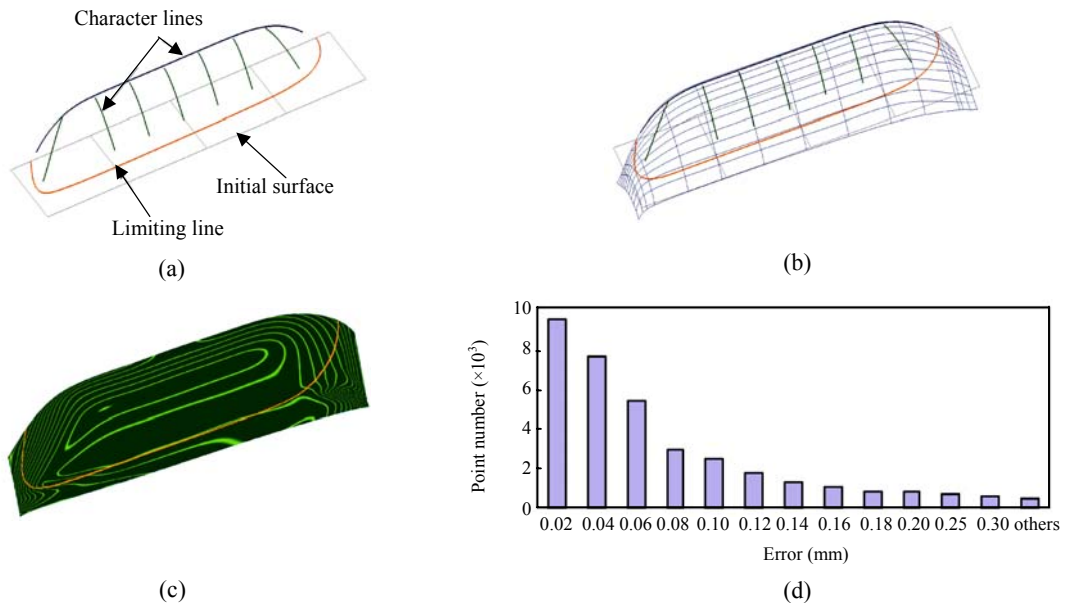 Character lines
Initial surface
Limiting line
(a)
(b)
(c)
10
8
6
4
2
0
Point number (×10³)
0.02 0.04 0.06 0.08 0.10 0.12 0.14 0.16 0.18 0.20 0.25 0.30 others
Error (mm)
(d)